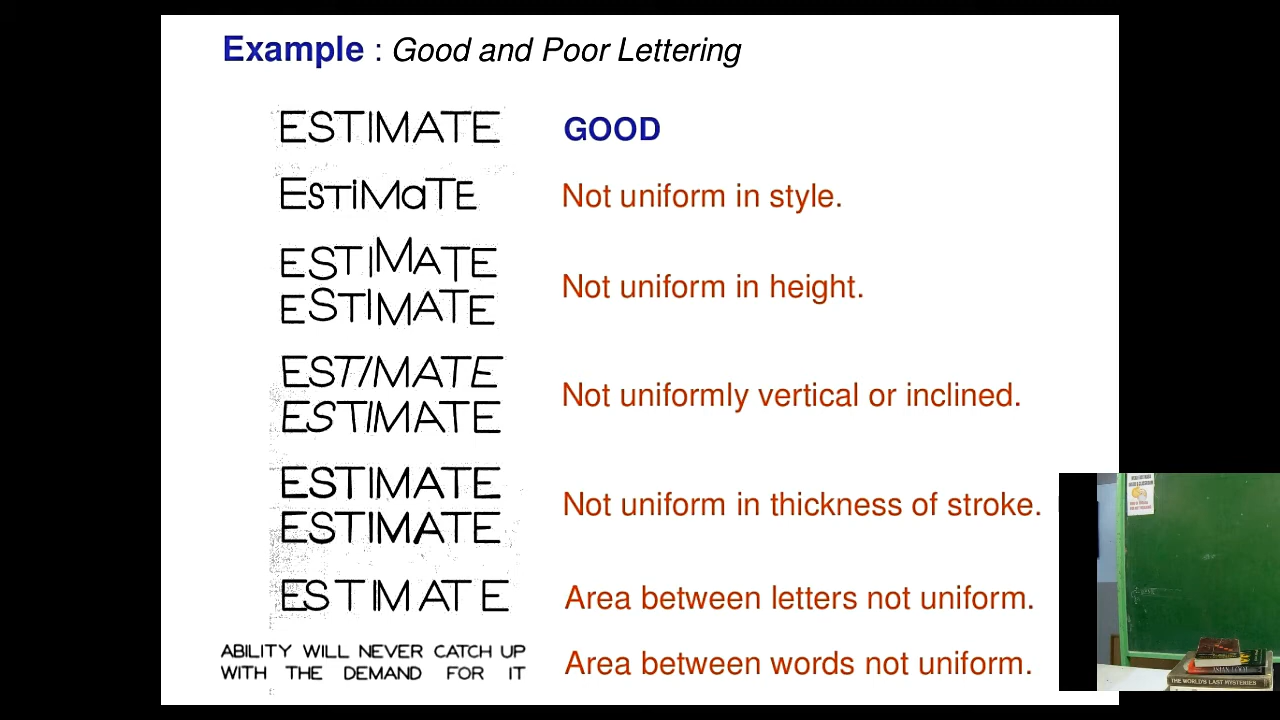 Example : Good and Poor Lettering
ESTIMATE GOOD
EsTiMaTE Not uniform in style.
ESTIMATE
ESTIMATE
Not uniform in height.
ESTIMATE
ESTIMATE
Not uniformly vertical or inclined.
ESTIMATE
ESTIMATE
Not uniform in thickness of stroke.
ESTIMATE Area between letters not uniform.
ABILITY WILL NEVER CATCH UP
WITH THE DEMAND FOR IT
Area between words not uniform.
THE WORLD'S LAST MYSTERIES